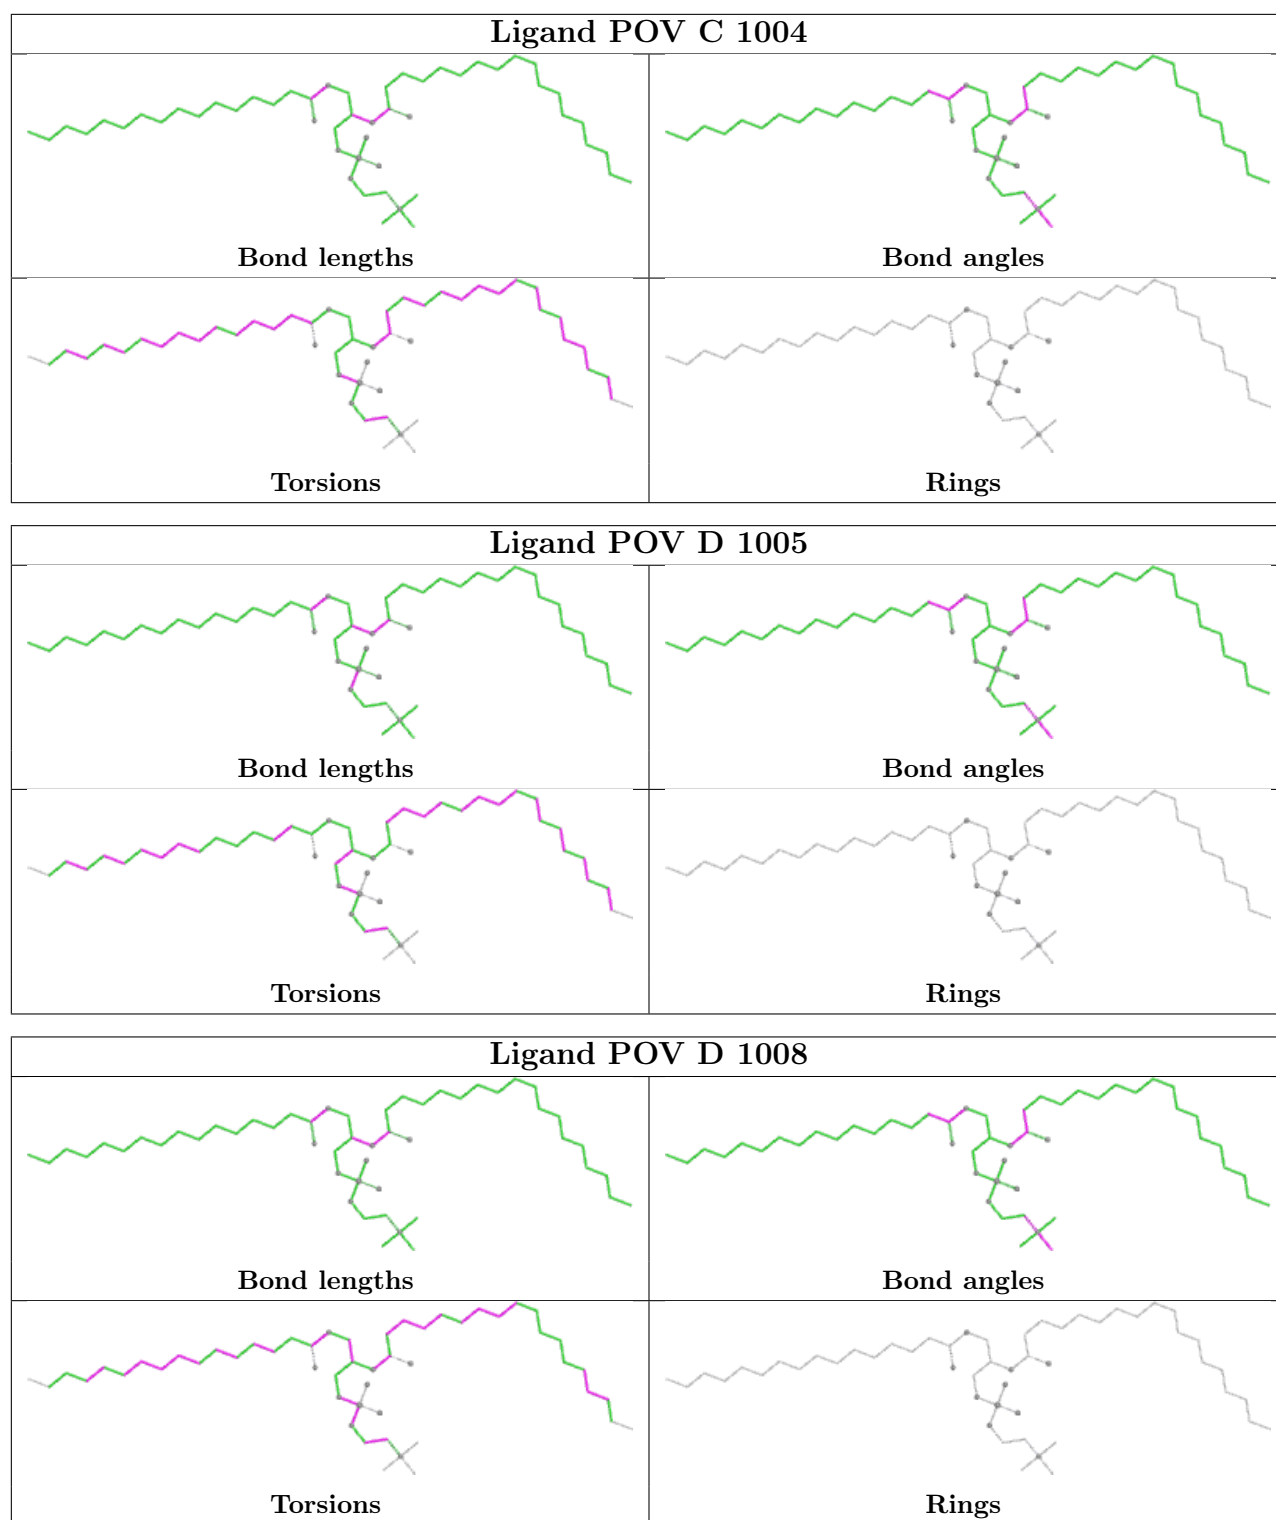 Ligand POV C 1004
Bond lengths
Bond angles
Torsions
Rings
Ligand POV D 1005
Bond lengths
Bond angles
Torsions
Rings
Ligand POV D 1008
Bond lengths
Bond angles
Torsions
Rings